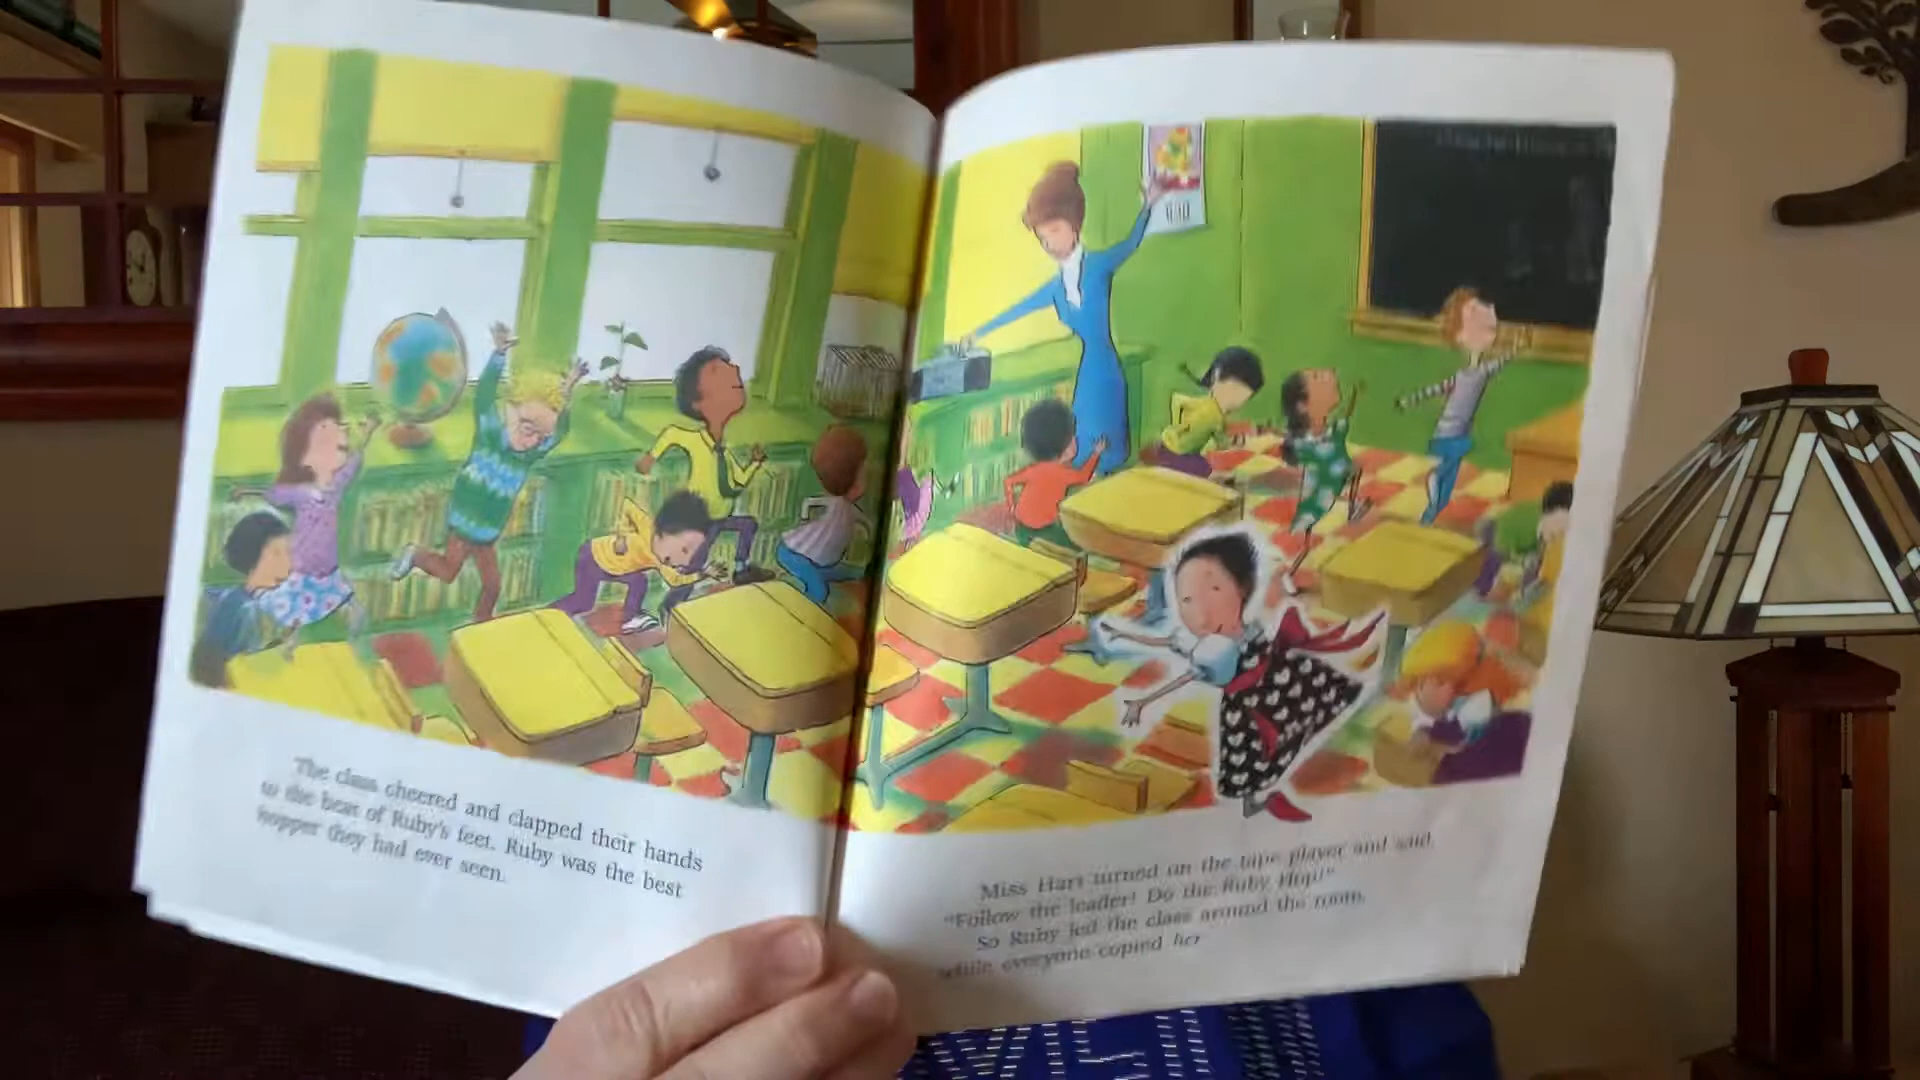 The class cheered and clapped their hands
to the beat of Ruby's feet. Ruby was the best
hopper they had ever seen.
Miss Hart turned on the tape player and said,
"Follow the leader! Do the Ruby Hop!"
So Ruby led the class around the room,
while everyone copied her.